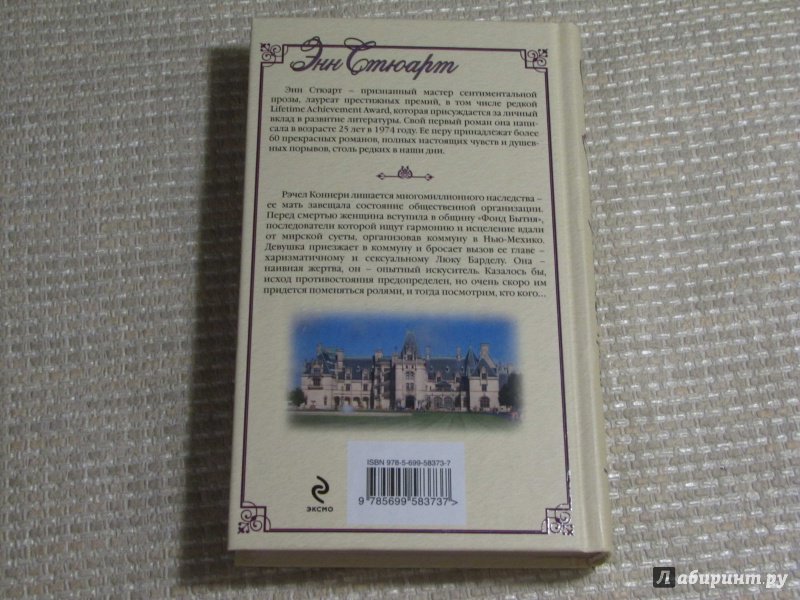 Энн Стюарт
Энн Стюарт – признанный мастер сентиментальной
прозы, лауреат престижных премий, в том числе редкой
Lifetime Achievement Award, которая присуждается за личный
вклад в развитие литературы. Свой первый роман она напи-
сала в возрасте 25 лет в 1974 году. Ее перу принадлежат более
60 прекрасных романов, полных настоящих чувств и душев-
ных порывов, столь редких в наши дни.
Рэчел Коннери лишается многомиллионного наследства –
ее мать завещала состояние общественной организации.
Перед смертью женщина вступила в общину «Фонд Бытия»,
последователи которой ищут гармонию и исцеление вдали
от мирской суеты, организовав коммуну в Нью-Мехико.
Девушка приезжает в коммуну и бросает вызов ее главе –
харизматичному и сексуальному Люку Барделу. Она –
наивная жертва, он – опытный искуситель. Казалось бы,
исход противостояния предопределен, но очень скоро им
придется поменяться ролями, и тогда посмотрим, кто кого...
ISBN 978-5-699-58373-7
9 785699 583737>
ЭКСМО
Лабиринт.ру